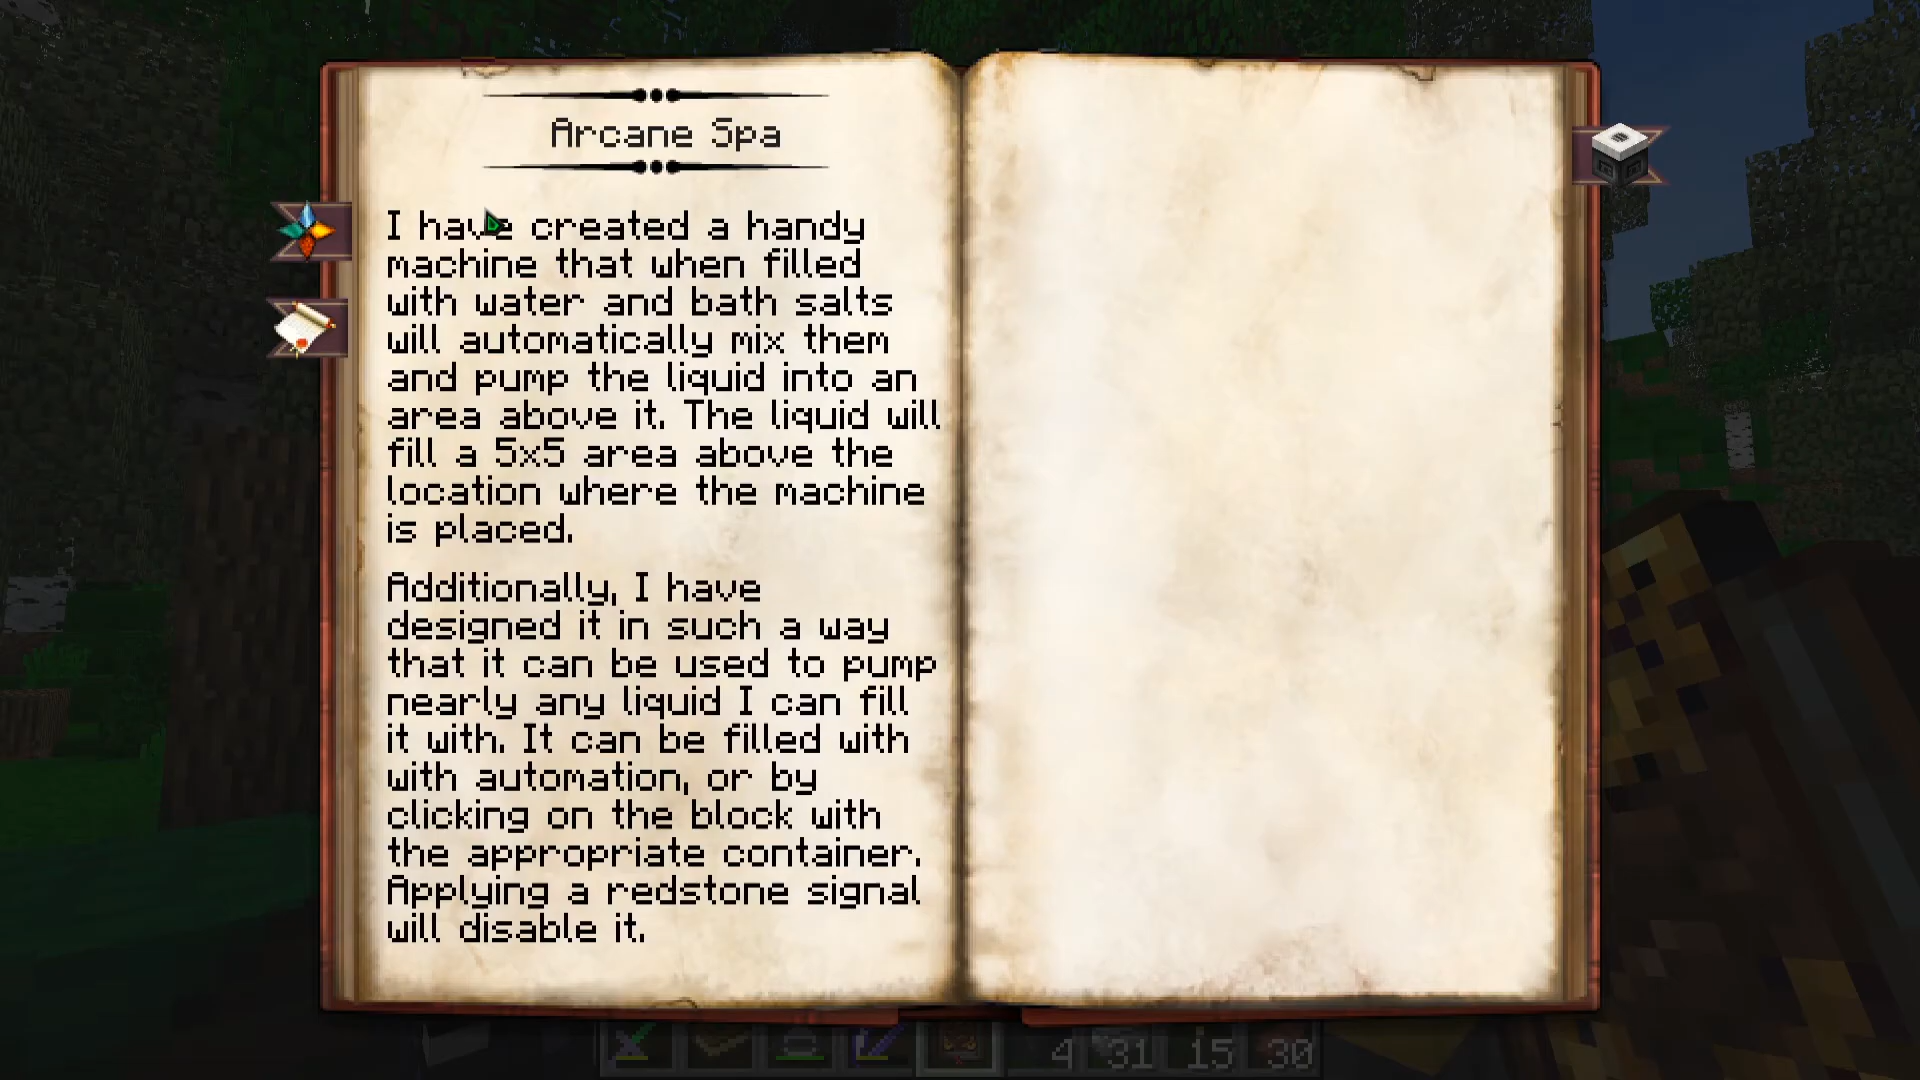 Arcane Spa
I have created a handy
machine that when filled
with water and bath salts
will automatically mix them
and pump the liquid into an
area above it. The liquid will
fill a 5x5 area above the
location where the machine
is placed.
Additionally, I have
designed it in such a way
that it can be used to pump
nearly any liquid I can fill
it with. It can be filled with
with automation, or by
clicking on the block with
the appropriate container.
Applying a redstone signal
will disable it.
4 31 15 30